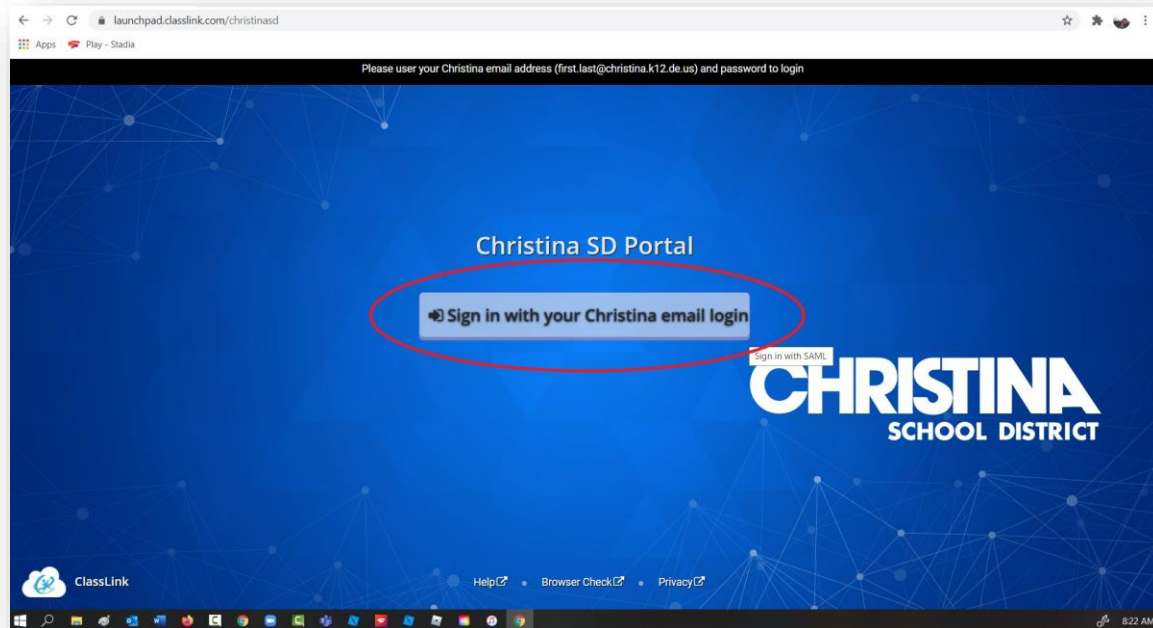 launchpad.classlink.com/christinasd
Apps Play - Stadia
Please user your Christina email address (first.last@christina.k12.de.us) and password to login
Christina SD Portal
Sign in with your Christina email login
Sign in with SAML
CHRISTINA
SCHOOL DISTRICT
ClassLink
Help • Browser Check • Privacy
8:22 AM